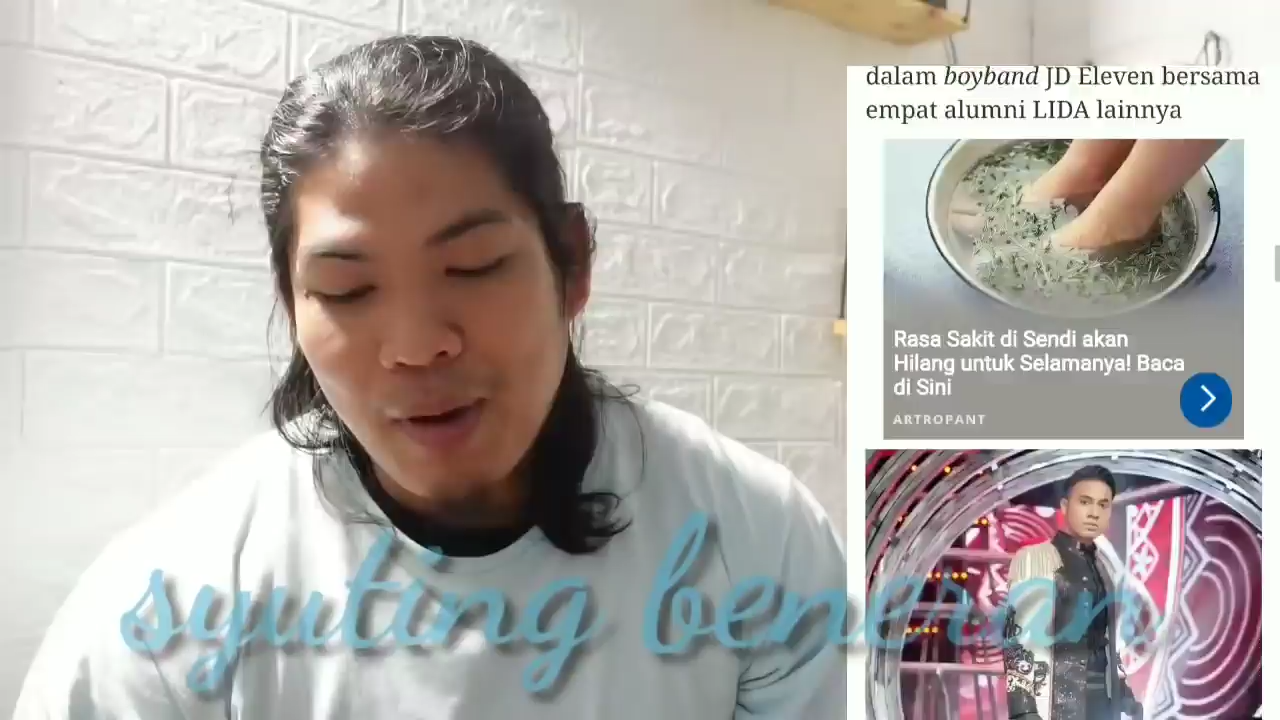 dalam boyband JD Eleven bersama
empat alumni LIDA lainnya
Rasa Sakit di Sendi akan
Hilang untuk Selamanya! Baca
di Sini
ARTROPANT
syuting beneran